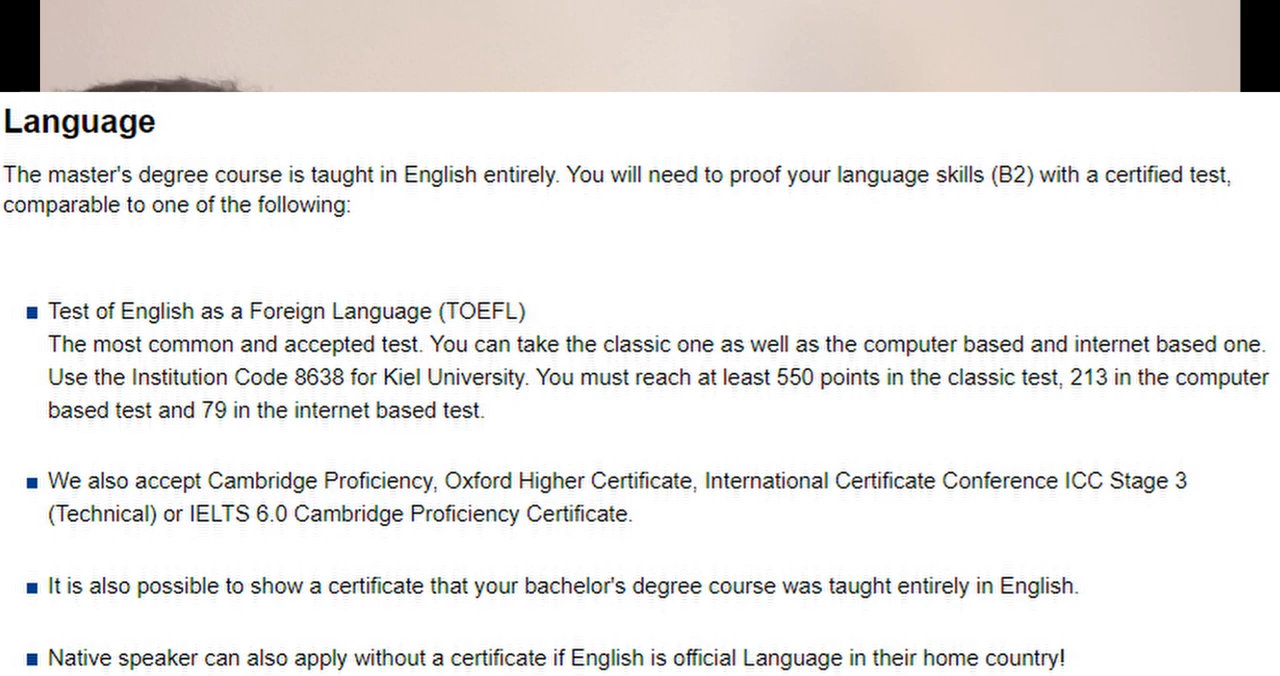 Language
The master's degree course is taught in English entirely. You will need to proof your language skills (B2) with a certified test,
comparable to one of the following:
Test of English as a Foreign Language (TOEFL)
The most common and accepted test. You can take the classic one as well as the computer based and internet based one.
Use the Institution Code 8638 for Kiel University. You must reach at least 550 points in the classic test, 213 in the computer
based test and 79 in the internet based test.
We also accept Cambridge Proficiency, Oxford Higher Certificate, International Certificate Conference ICC Stage 3
(Technical) or IELTS 6.0 Cambridge Proficiency Certificate.
It is also possible to show a certificate that your bachelor's degree course was taught entirely in English.
Native speaker can also apply without a certificate if English is official Language in their home country!